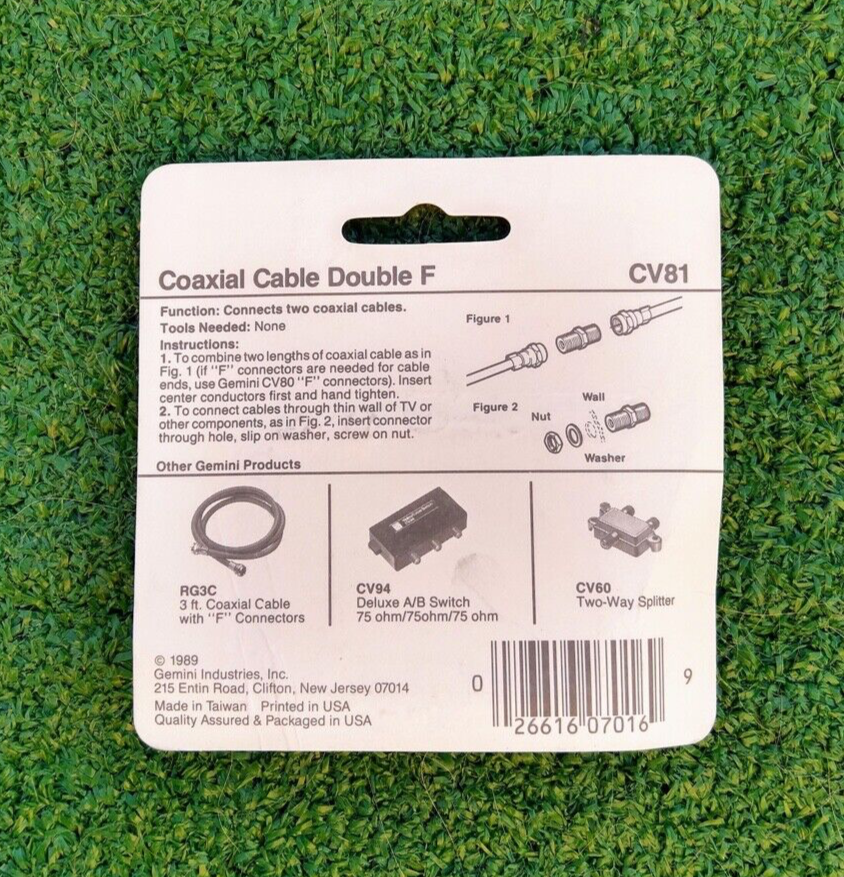 Coaxial Cable Double F CV81
Function: Connects two coaxial cables.
Tools Needed: None
Instructions:
1. To combine two lengths of coaxial cable as in
Fig. 1 (if "F" connectors are needed for cable
ends, use Gemini CV80 "F" connectors). Insert
center conductors first and hand tighten.
2. To connect cables through thin wall of TV or
other components, as in Fig. 2, insert connector
through hole, slip on washer, screw on nut.
Figure 1
Figure 2
Wall
Nut
Washer
Other Gemini Products
RG3C
3 ft. Coaxial Cable
with "F" Connectors
CV94
Deluxe A/B Switch
75 ohm/75ohm/75 ohm
CV60
Two-Way Splitter
© 1989
Gemini Industries, Inc.
215 Entin Road, Clifton, New Jersey 07014
Made in Taiwan Printed in USA
Quality Assured & Packaged in USA
0 26616 07016 9